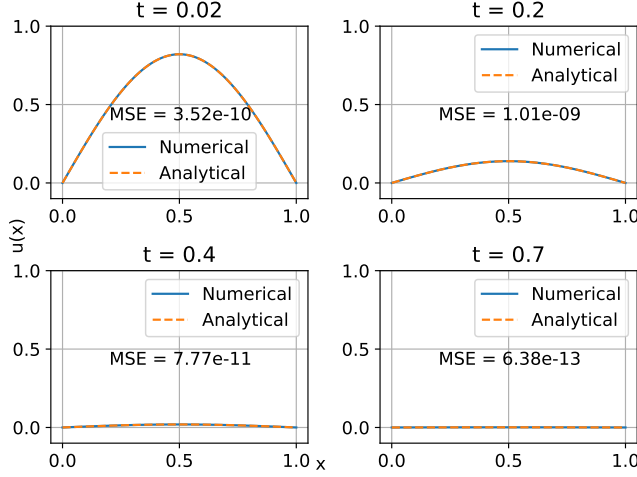 t = 0.02
1.0
0.5
0.0
MSE = 3.52e-10
Numerical
Analytical
0.0
0.5
1.0
t = 0.2
1.0
0.5
0.0
Numerical
Analytical
MSE = 1.01e-09
0.0
0.5
1.0
u(x)
t = 0.4
1.0
0.5
0.0
Numerical
Analytical
MSE = 7.77e-11
0.0
0.5
1.0
x
t = 0.7
1.0
0.5
0.0
Numerical
Analytical
MSE = 6.38e-13
0.0
0.5
1.0